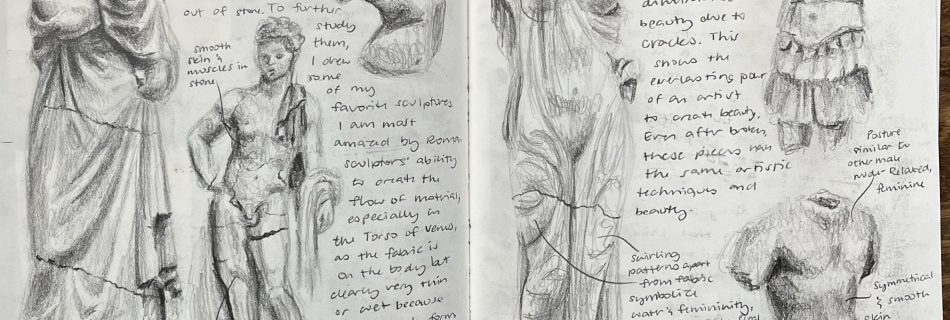 out of stone. To further
study
them,
I drew
some
of my
favorite sculptures.
I am most
amazed by Roman
sculptors' ability
to create the
flow of material,
especially in
the Torso of Venus,
as the fabric is
on the body but
clearly very thin
or wet because
form
smooth
skin &
muscles in
stone
beauty due to
cracks. This
shows the
everlasting
of an artist
to create beauty.
Even after broken,
these pieces have
the same artistic
techniques and
beauty.
swirling
patterns apart
from fabric
symbolize
water & femininity,
Posture
similar to
other male
nude - Relaxed,
feminine
Symmetrical
& smooth
skin